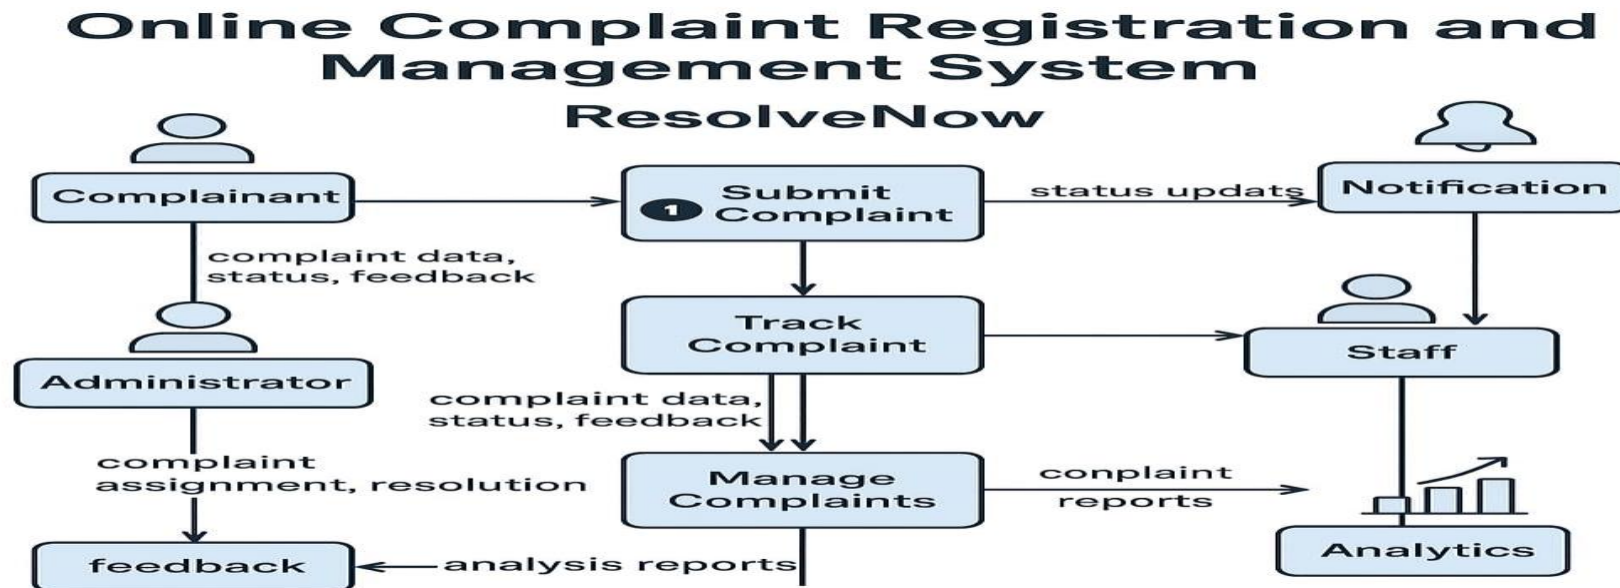 Online Complaint Registration and
Management System
ResolveNow
Complainant
1
Submit
Complaint
status updats
Notification
complaint data,
status, feedback
Track
Complaint
Staff
Administrator
complaint data,
status, feedback
complaint
assignment, resolution
Manage
Complaints
conplaint
reports
feedback
analysis reports
Analytics